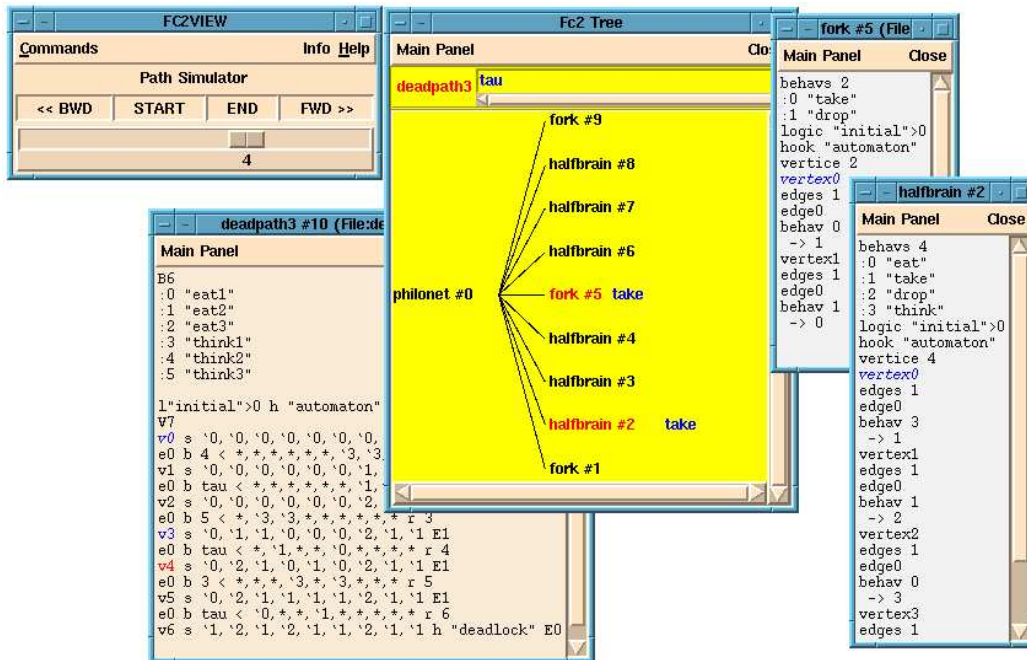 FC2VIEW
Commands Info Help
Path Simulator
<< BWD START END FWD >>
4
Fc2 Tree
Main Panel
deadpath3 tau
fork #9
halfbrain #8
halfbrain #7
halfbrain #6
philonet #0 fork #5 take
halfbrain #4
halfbrain #3
halfbrain #2 take
fork #1
fork #5 (File
Main Panel Close
behavs 2
:0 "take"
:1 "drop"
logic "initial">0
hook "automaton"
vertice 2
vertex0
edges 1
edge0
behav 0
-> 1
vertex1
edges 1
edge0
behav 1
-> 0
halfbrain #2
Main Panel Close
behavs 4
:0 "eat"
:1 "take"
:2 "drop"
:3 "think"
logic "initial">0
hook "automaton"
vertice 4
vertex0
edges 1
edge0
behav 3
-> 1
vertex1
edges 1
edge0
behav 1
-> 2
vertex2
edges 1
edge0
behav 0
-> 3
vertex3
edges 1
deadpath3 #10
Main Panel
B6
:0 "eat1"
:1 "eat2"
:2 "eat3"
:3 "think1"
:4 "think2"
:5 "think3"
l"initial">0 h "automaton"
V7
v0 s `0,`0,`0,`0,`0,`0,`0,
e0 b 4 < *,*,*,*,*,*,`3,`3,
v1 s `0,`0,`0,`0,`0,`0,`1,
e0 b tau < *,*,*,*,*,*,`1,
v2 s `0,`0,`0,`0,`0,`0,`2,
e0 b 5 < *,`3,`3,*,*,*,*,*,* r 3
v3 s `0,`1,`1,`0,`0,`0,`2,`1,`1 E1
e0 b tau < *,`1,*,*,`0,*,*,*,* r 4
v4 s `0,`2,`1,`0,`1,`0,`2,`1,`1 E1
e0 b 3 < *,*,*,`3,*,`3,*,*,* r 5
v5 s `0,`2,`1,`1,`1,`1,`2,`1,`1 E1
e0 b tau < `0,*,*,`1,*,*,*,*,* r 6
v6 s `1,`2,`1,`2,`1,`1,`2,`1,`1 h "deadlock" E0